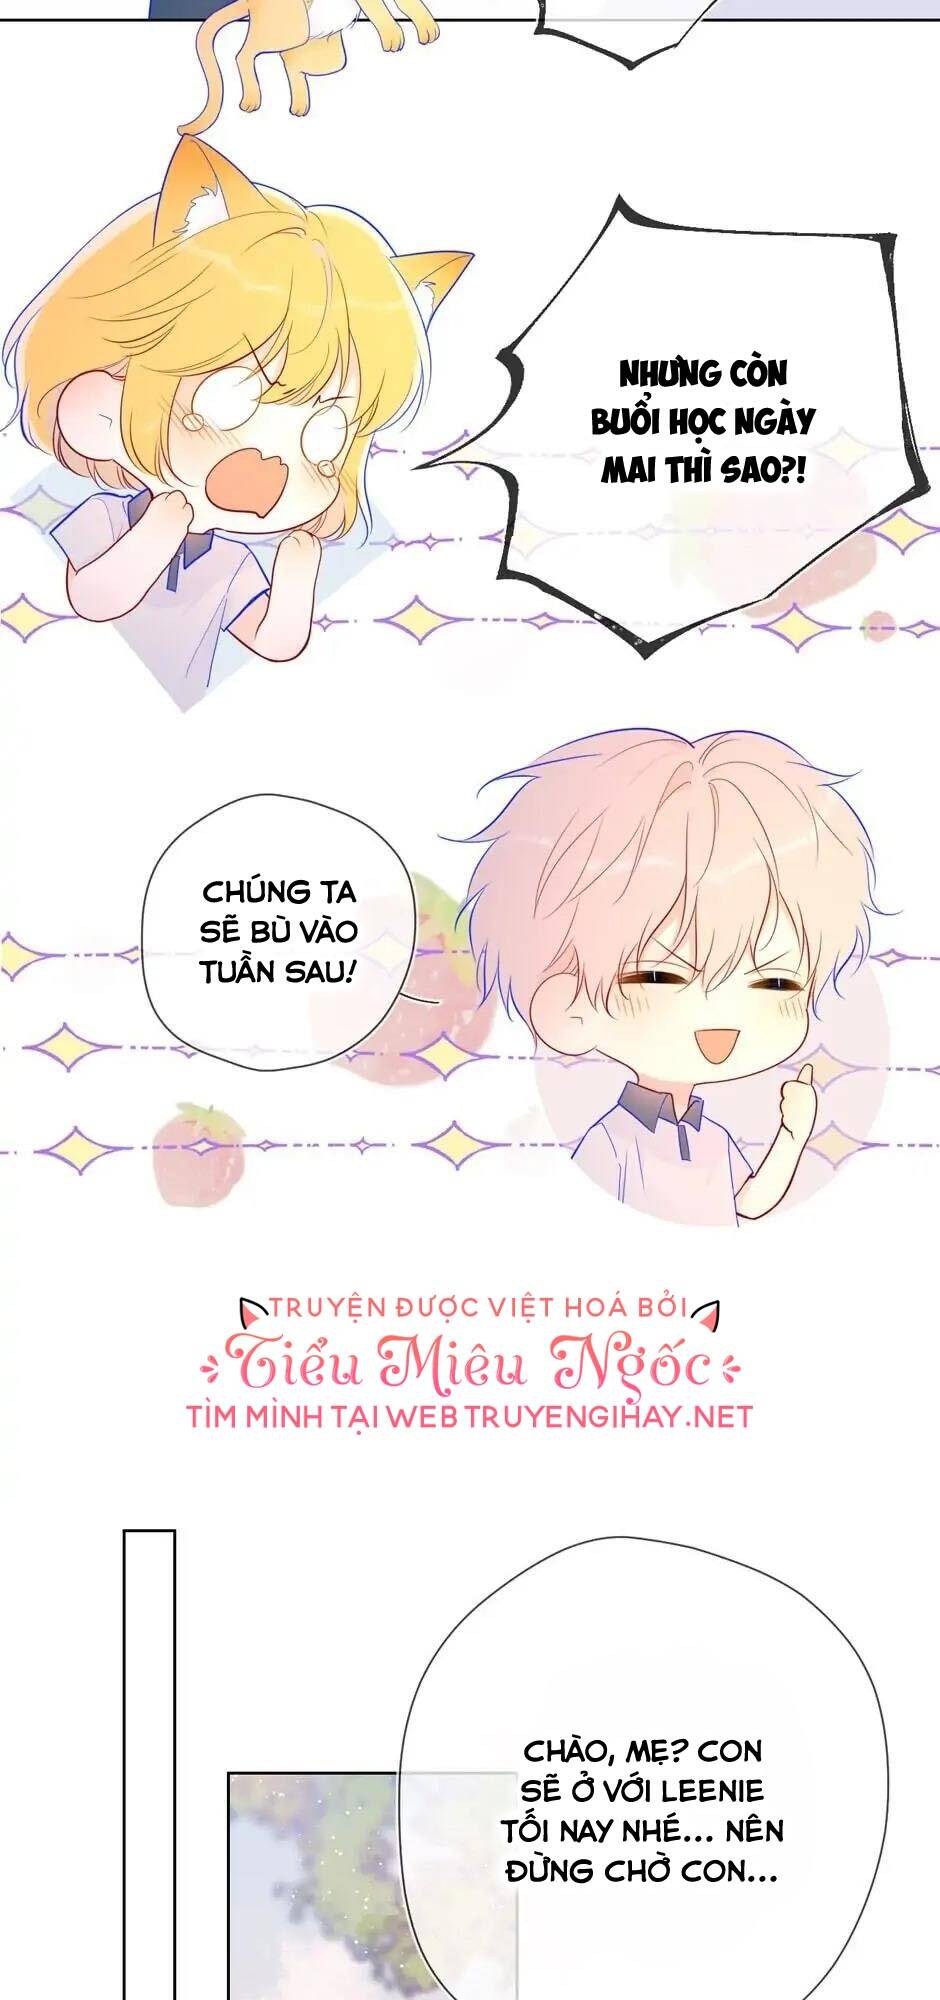 NHƯNG CÒN
BUỔI HỌC NGÀY
MAI THÌ SAO?!
CHÚNG TA
SẼ BÙ VÀO
TUẦN SAU!
TRUYỆN ĐƯỢC VIỆT HOÁ BỞI
Tiểu Miêu Ngốc
TÌM MÌNH TẠI WEB TRUYENGIHAY.NET
CHÀO, MẸ? CON
SẼ Ở VỚI LEENIE
TỐI NAY NHÉ... NÊN
ĐỪNG CHỜ CON...